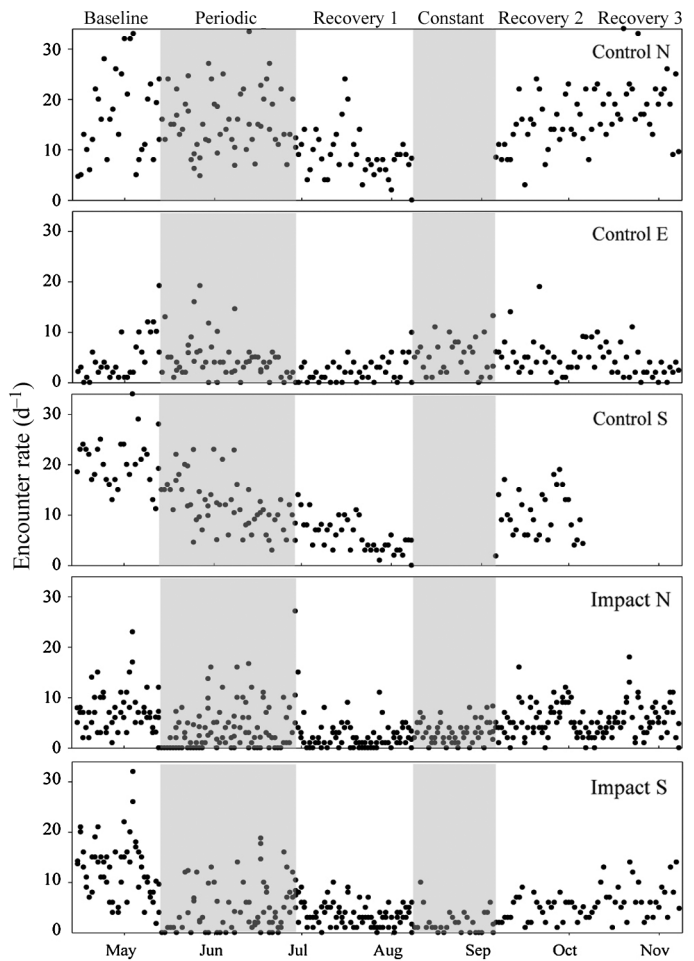 Baseline Periodic Recovery 1 Constant Recovery 2 Recovery 3
Control N
30
20
10
0
Control E
30
20
10
0
Control S
30
20
10
0
Impact N
30
20
10
0
Impact S
30
20
10
0
Encounter rate (d⁻¹)
May Jun Jul Aug Sep Oct Nov